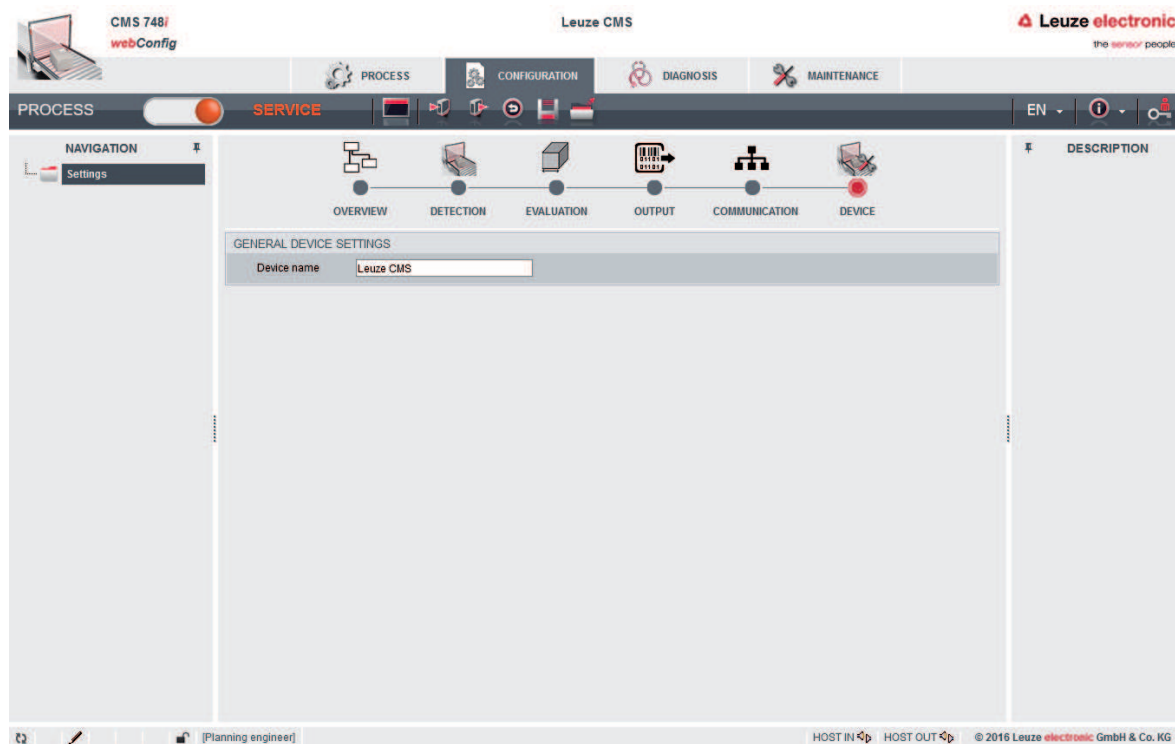 CMS 748i
webConfig
Leuze CMS
Leuze electronic
the sensor people
PROCESS
CONFIGURATION
DIAGNOSIS
MAINTENANCE
PROCESS
SERVICE
EN
NAVIGATION
Settings
OVERVIEW
DETECTION
EVALUATION
OUTPUT
COMMUNICATION
DEVICE
DESCRIPTION
GENERAL DEVICE SETTINGS
Device name
Leuze CMS
[Planning engineer]
HOST IN
HOST OUT
© 2016 Leuze electronic GmbH & Co. KG